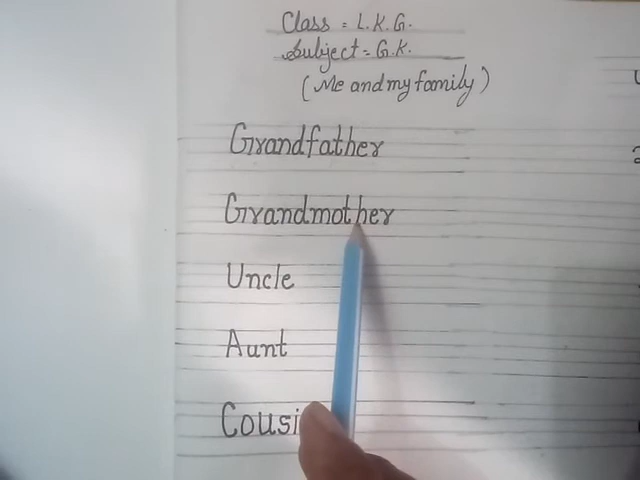 Class = L.K.G.
Subject = G.K.
(Me and my family)
Grandfather
Grandmother
Uncle
Aunt
Cousi